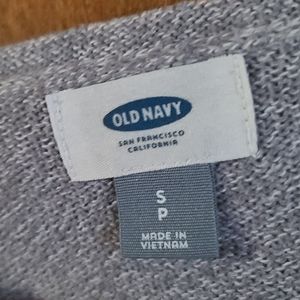 OLD NAVY
SAN FRANCISCO
CALIFORNIA
S
P
MADE IN
VIETNAM